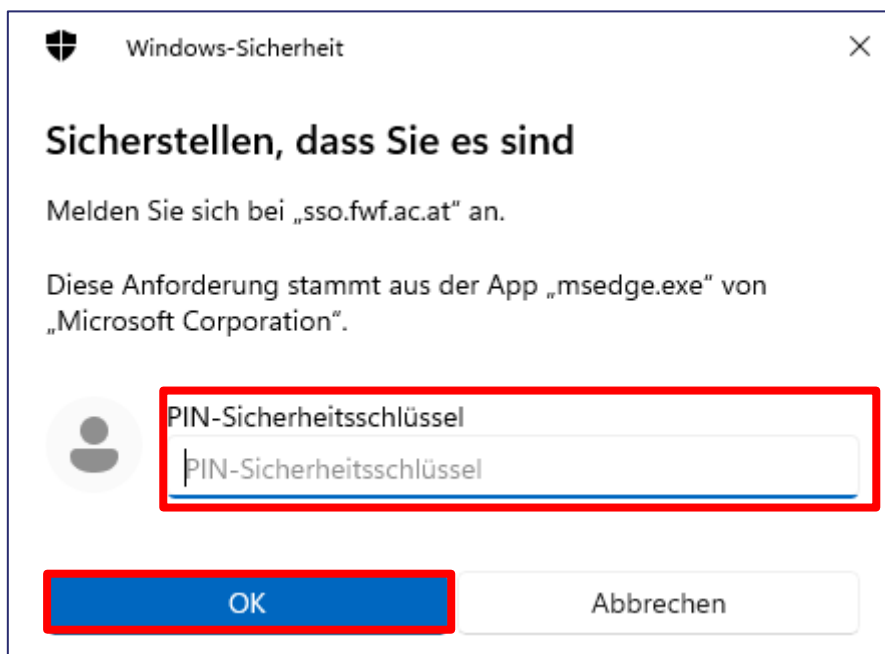 Windows-Sicherheit
Sicherstellen, dass Sie es sind
Melden Sie sich bei „sso.fwf.ac.at“ an.
Diese Anforderung stammt aus der App „msedge.exe“ von
„Microsoft Corporation“.
PIN-Sicherheitsschlüssel
PIN-Sicherheitsschlüssel
OK
Abbrechen